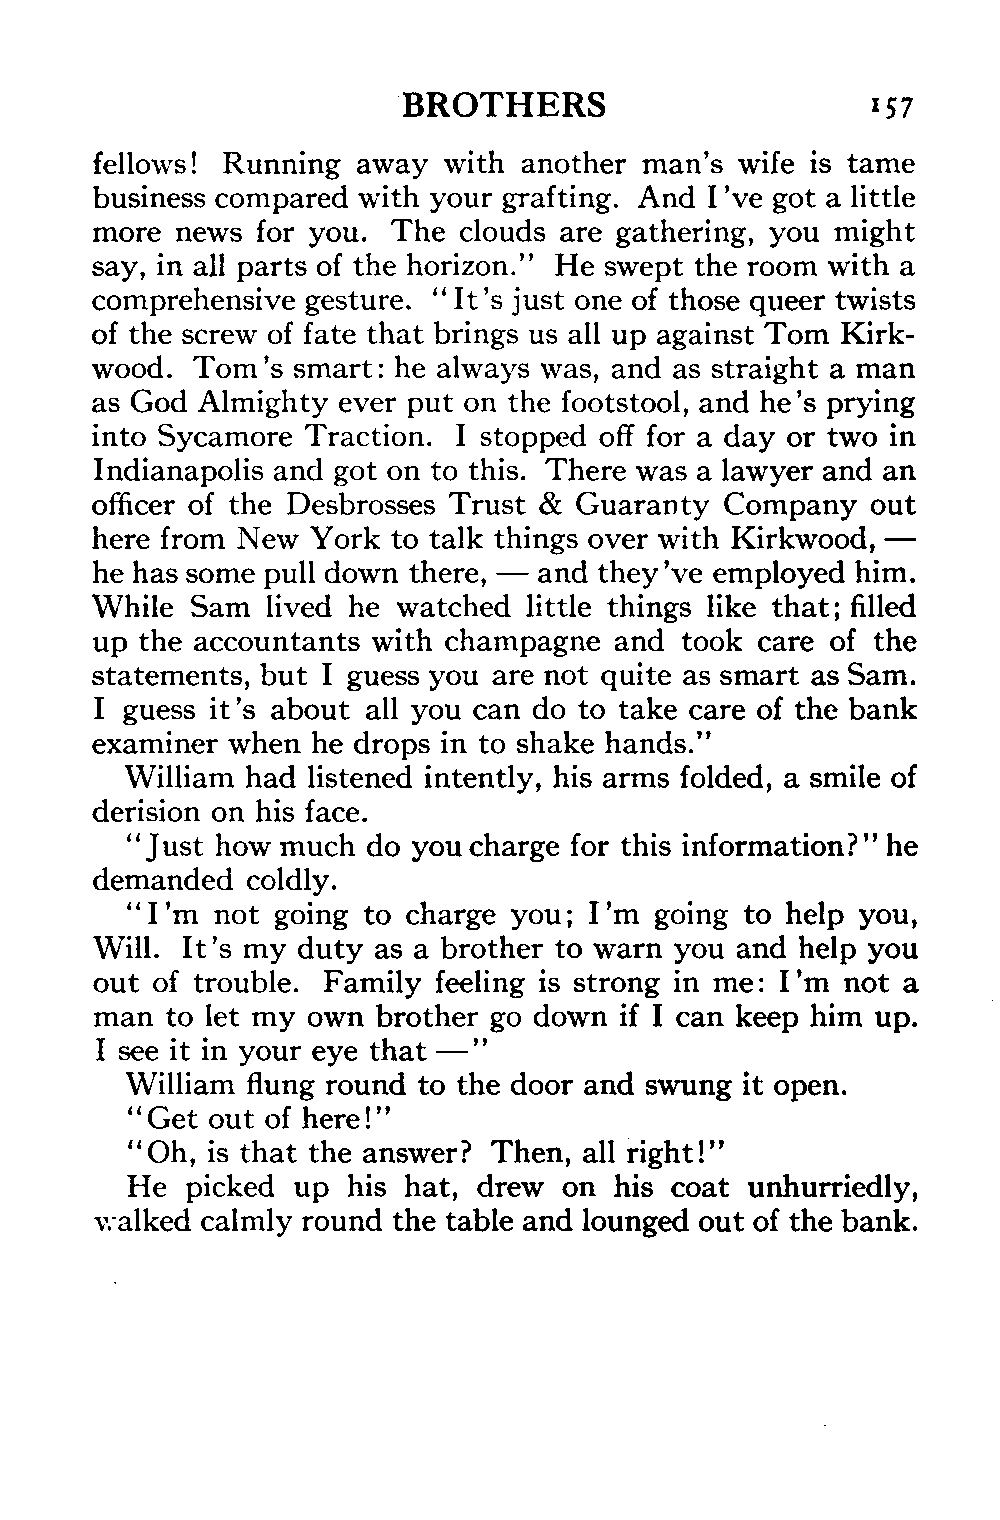 BROTHERS 157
fellows! Running away with another man's wife is tame
business compared with your grafting. And I've got a little
more news for you. The clouds are gathering, you might
say, in all parts of the horizon." He swept the room with a
comprehensive gesture. "It's just one of those queer twists
of the screw of fate that brings us all up against Tom Kirk-
wood. Tom's smart: he always was, and as straight a man
as God Almighty ever put on the footstool, and he's prying
into Sycamore Traction. I stopped off for a day or two in
Indianapolis and got on to this. There was a lawyer and an
officer of the Desbrosses Trust & Guaranty Company out
here from New York to talk things over with Kirkwood, —
he has some pull down there, — and they've employed him.
While Sam lived he watched little things like that; filled
up the accountants with champagne and took care of the
statements, but I guess you are not quite as smart as Sam.
I guess it's about all you can do to take care of the bank
examiner when he drops in to shake hands."
William had listened intently, his arms folded, a smile of
derision on his face.
"Just how much do you charge for this information?" he
demanded coldly.
"I'm not going to charge you; I'm going to help you,
Will. It's my duty as a brother to warn you and help you
out of trouble. Family feeling is strong in me: I'm not a
man to let my own brother go down if I can keep him up.
I see it in your eye that —"
William flung round to the door and swung it open.
"Get out of here!"
"Oh, is that the answer? Then, all right!"
He picked up his hat, drew on his coat unhurriedly,
walked calmly round the table and lounged out of the bank.